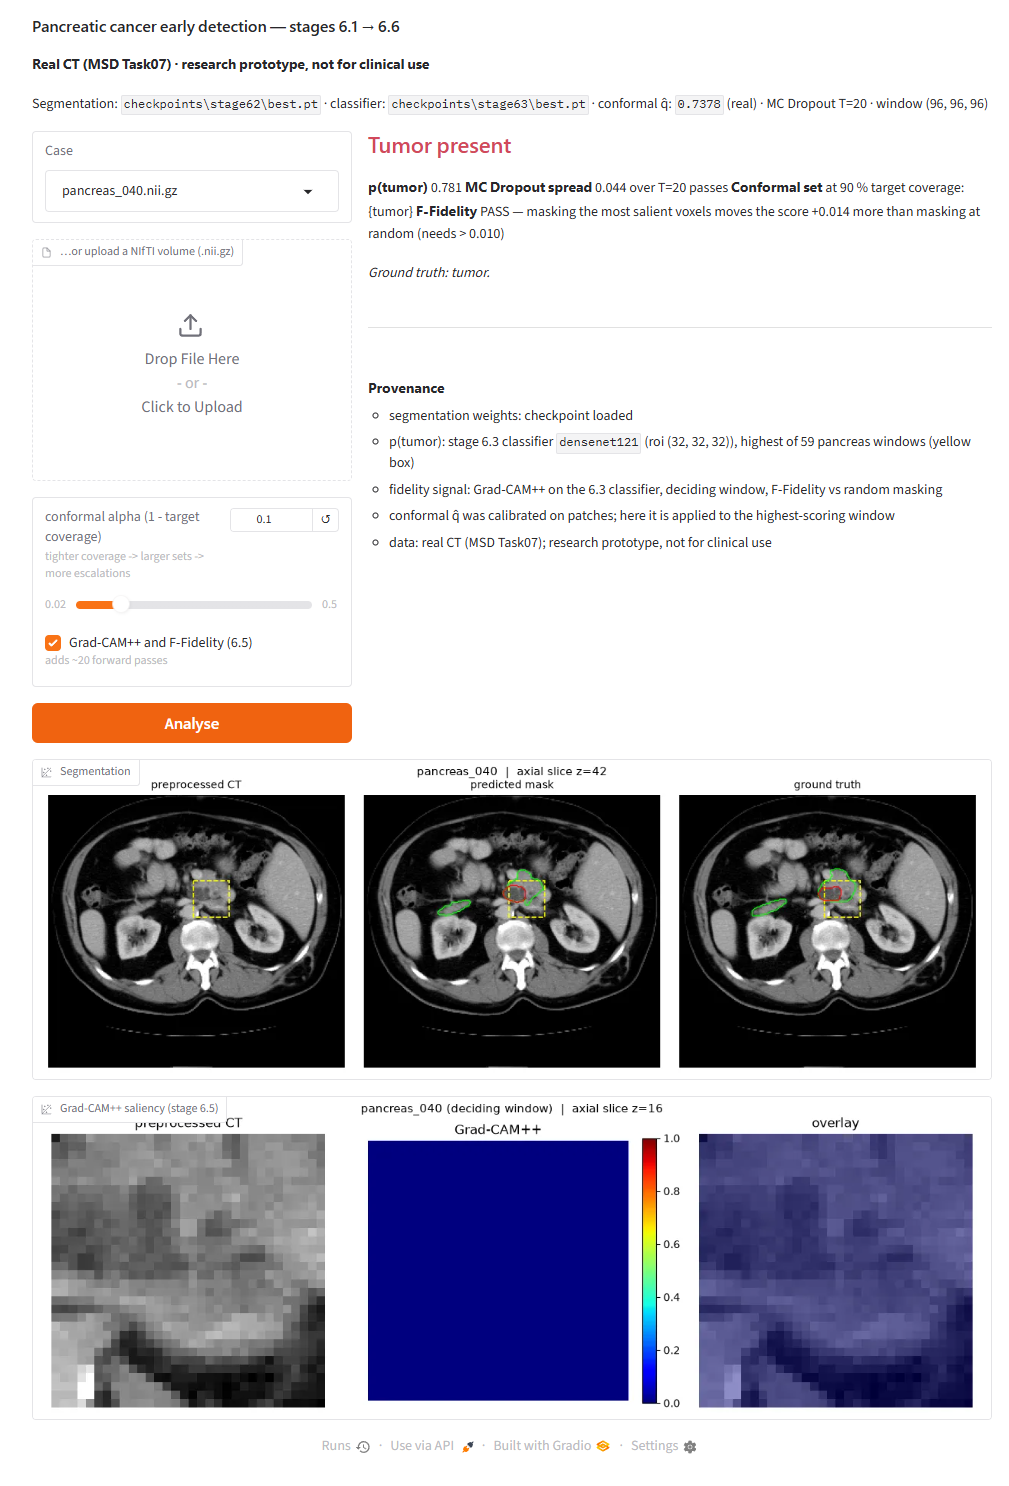 Pancreatic cancer early detection — stages 6.1 → 6.6
Real CT (MSD Task07) · research prototype, not for clinical use
Segmentation: checkpoints\stage62\best.pt · classifier: checkpoints\stage63\best.pt · conformal q̂: 0.7378 (real) · MC Dropout T=20 · window (96, 96, 96)
Case
pancreas_040.nii.gz
...or upload a NIfTI volume (.nii.gz)
Drop File Here
- or -
Click to Upload
conformal alpha (1 - target
coverage)
0.1 ↺
tighter coverage -> larger sets ->
more escalations
0.02 0.5
Grad-CAM++ and F-Fidelity (6.5)
adds ~20 forward passes
Analyse
Tumor present
p(tumor) 0.781 MC Dropout spread 0.044 over T=20 passes Conformal set at 90 % target coverage:
{tumor} F-Fidelity PASS — masking the most salient voxels moves the score +0.014 more than masking at
random (needs > 0.010)
Ground truth: tumor.
Provenance
segmentation weights: checkpoint loaded
p(tumor): stage 6.3 classifier densenet121 (roi (32, 32, 32)), highest of 59 pancreas windows (yellow
box)
fidelity signal: Grad-CAM++ on the 6.3 classifier, deciding window, F-Fidelity vs random masking
conformal q̂ was calibrated on patches; here it is applied to the highest-scoring window
data: real CT (MSD Task07); research prototype, not for clinical use
Segmentation
pancreas_040 | axial slice z=42
preprocessed CT
predicted mask
ground truth
Grad-CAM++ saliency (stage 6.5)
pancreas_040 (deciding window) | axial slice z=16
preprocessed CT
Grad-CAM++
overlay
1.0
0.8
0.6
0.4
0.2
0.0
Runs · Use via API · Built with Gradio · Settings